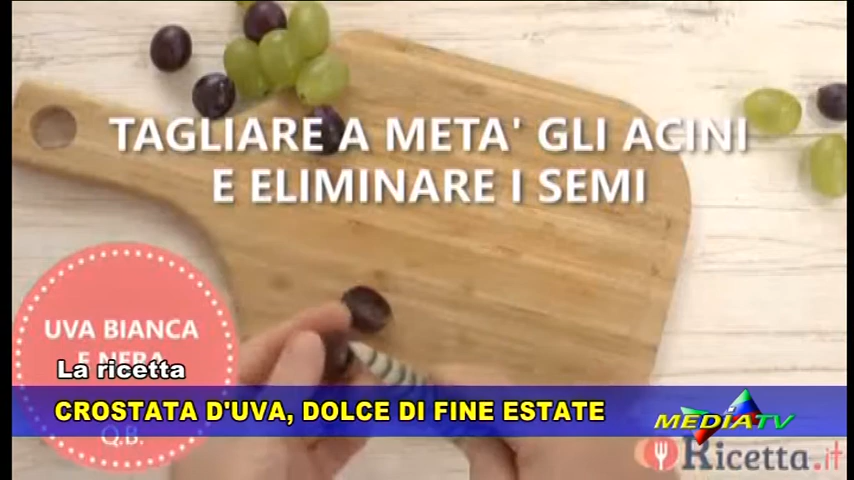 TAGLIARE A META' GLI ACINI
E ELIMINARE I SEMI
UVA BIANCA
E NERA
La ricetta
CROSTATA D'UVA, DOLCE DI FINE ESTATE
MEDIATV
Q.B.
Ricetta.it